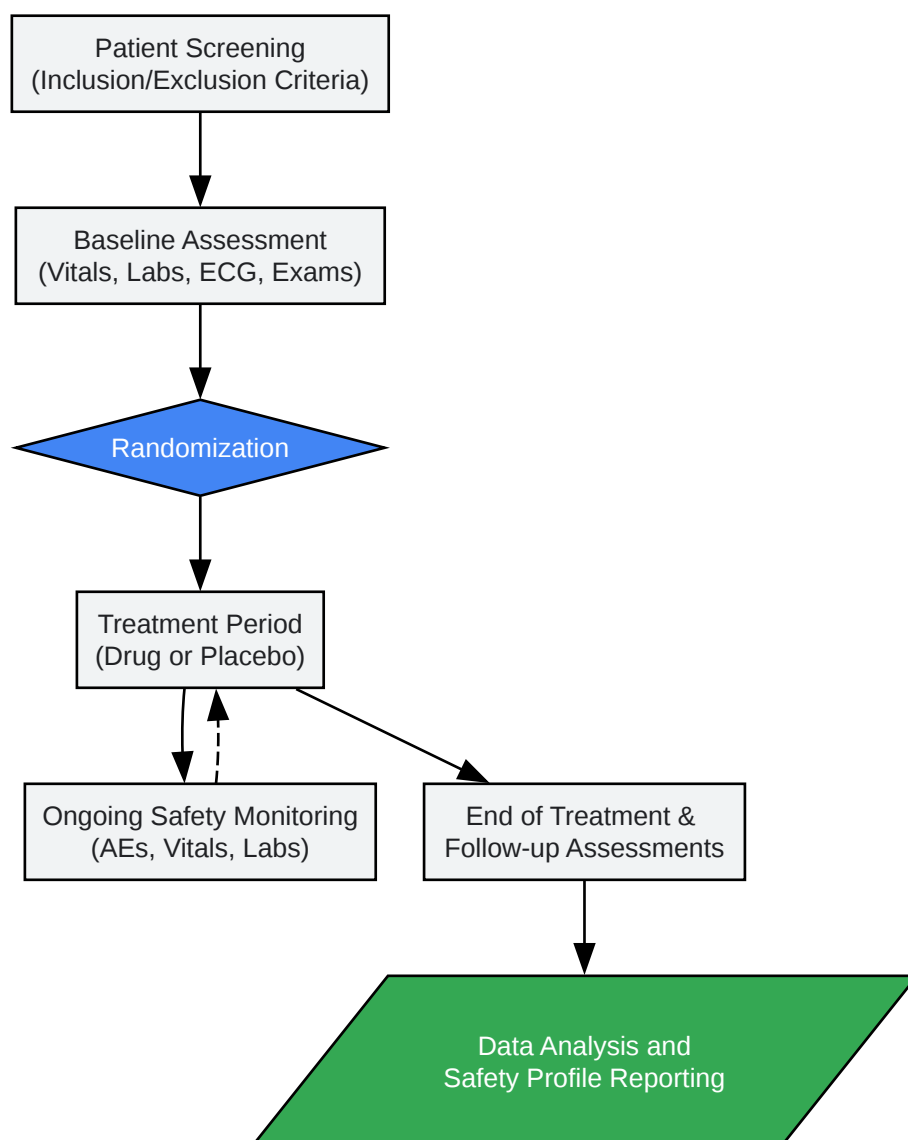 Patient Screening
(Inclusion/Exclusion Criteria)
Baseline Assessment
(Vitals, Labs, ECG, Exams)
Randomization
Treatment Period
(Drug or Placebo)
Ongoing Safety Monitoring
(AEs, Vitals, Labs)
End of Treatment &
Follow-up Assessments
Data Analysis and
Safety Profile Reporting